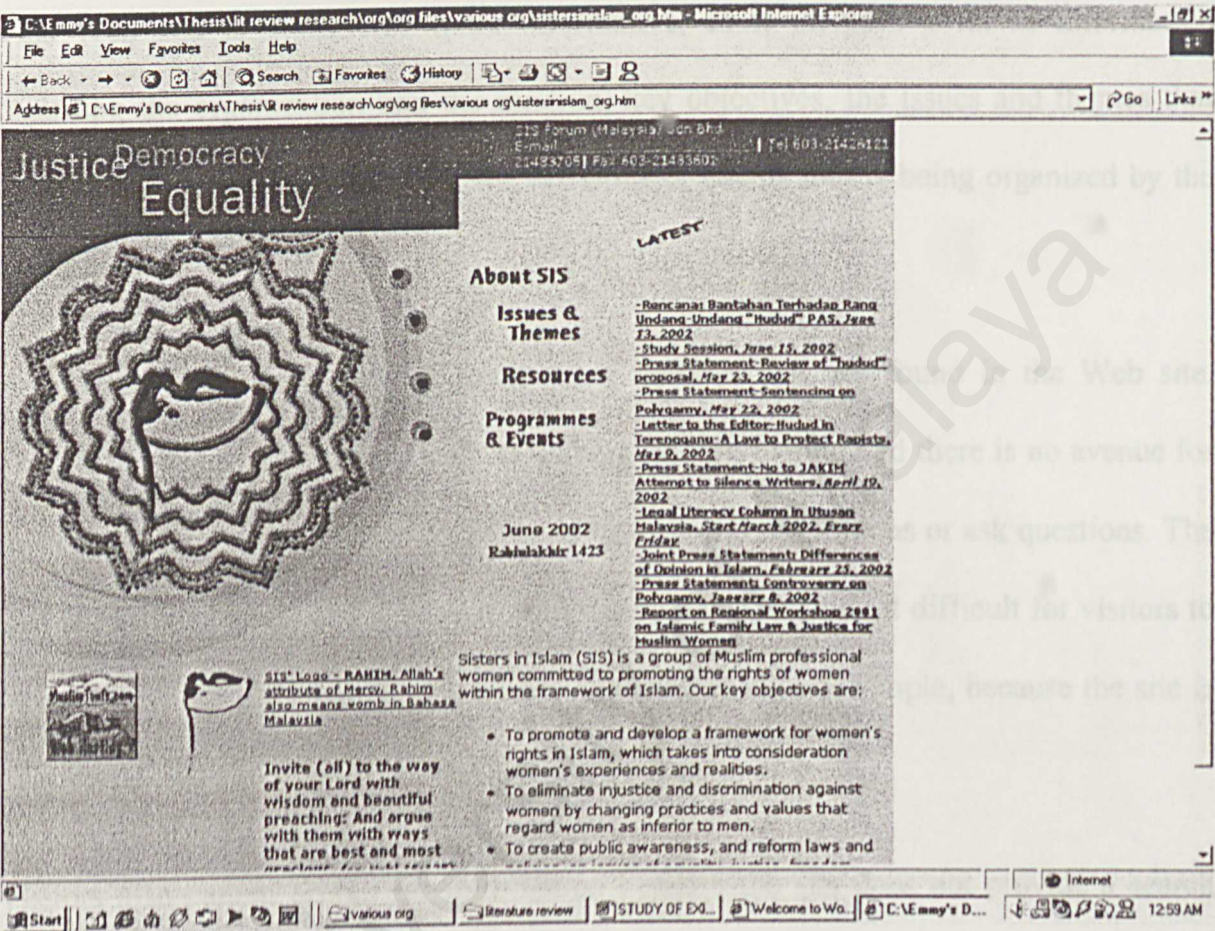 C:\Emmy's Documents\Thesis\lit review research\org\org files\various org\sistersinislam_org.htm - Microsoft Internet Explorer
File Edit View Favorites Tools Help
Back Search Favorites History
Address C:\Emmy's Documents\Thesis\lit review research\org\org files\various org\sistersinislam_org.htm Go Links
Justice Democracy
Equality
SIS Forum (Malaysia) Sdn Bhd
E-mail | Tel 603-21426121
21483705| Fax 603-21483601
LATEST
About SIS
Issues &
Themes
Resources
Programmes
& Events
June 2002
Rabiulakhir 1423
-Rencana: Bantahan Terhadap Rang
Undang-Undang "Hudud" PAS, June
13, 2002
-Study Session, June 15, 2002
-Press Statement-Review of "hudud"
proposal, May 23, 2002
-Press Statement-Sentencing on
Polygamy, May 22, 2002
-Letter to the Editor-Hudud in
Terengganu-A Law to Protect Rapists,
May 9, 2002
-Press Statement-No to JAKIM
Attempt to Silence Writers, April 19,
2002
-Legal Literacy Column in Utusan
Malaysia, Start March 2002, Every
Friday
-Joint Press Statement: Differences
of Opinion in Islam, February 25, 2002
-Press Statement: Controversy on
Polygamy, January 8, 2002
-Report on Regional Workshop 2001
on Islamic Family Law & Justice for
Muslim Women
SIS' Logo - RAHIM, Allah's
attribute of Mercy. Rahim
also means womb in Bahasa
Malaysia
Invite (all) to the way
of your Lord with
wisdom and beautiful
preaching: And argue
with them with ways
that are best and most
Sisters in Islam (SIS) is a group of Muslim professional
women committed to promoting the rights of women
within the framework of Islam. Our key objectives are:
• To promote and develop a framework for women's
rights in Islam, which takes into consideration
women's experiences and realities.
• To eliminate injustice and discrimination against
women by changing practices and values that
regard women as inferior to men.
• To create public awareness, and reform laws and
Internet
Start various org literature review STUDY OF EXI... Welcome to Wo... C:\Emmy's D... 12:59 AM
objectives, the issues and
being organized by the
found in the Web site.
there is no avenue for
or ask questions. The
difficult for visitors to
because the site is
alaya